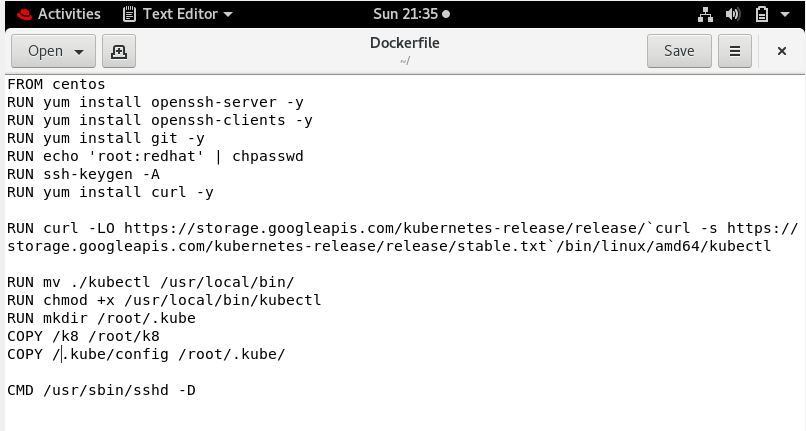 Activities Text Editor Sun 21:35
Open Dockerfile Save
~/
FROM centos
RUN yum install openssh-server -y
RUN yum install openssh-clients -y
RUN yum install git -y
RUN echo 'root:redhat' | chpasswd
RUN ssh-keygen -A
RUN yum install curl -y
RUN curl -LO https://storage.googleapis.com/kubernetes-release/release/`curl -s https://
storage.googleapis.com/kubernetes-release/release/stable.txt`/bin/linux/amd64/kubectl
RUN mv ./kubectl /usr/local/bin/
RUN chmod +x /usr/local/bin/kubectl
RUN mkdir /root/.kube
COPY /k8 /root/k8
COPY /.kube/config /root/.kube/
CMD /usr/sbin/sshd -D